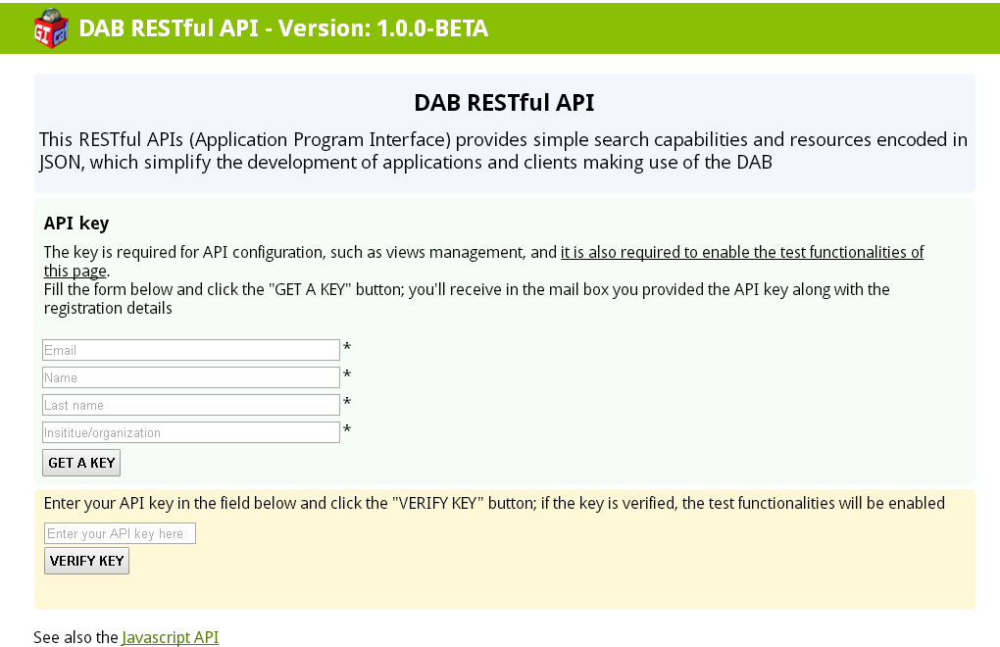 GI cat
DAB RESTful API - Version: 1.0.0-BETA
DAB RESTful API
This RESTful APIs (Application Program Interface) provides simple search capabilities and resources encoded in
JSON, which simplify the development of applications and clients making use of the DAB
API key
The key is required for API configuration, such as views management, and it is also required to enable the test functionalities of
this page.
Fill the form below and click the "GET A KEY" button; you'll receive in the mail box you provided the API key along with the
registration details
Email *
Name *
Last name *
Insititue/organization *
GET A KEY
Enter your API key in the field below and click the "VERIFY KEY" button; if the key is verified, the test functionalities will be enabled
Enter your API key here
VERIFY KEY
See also the Javascript API